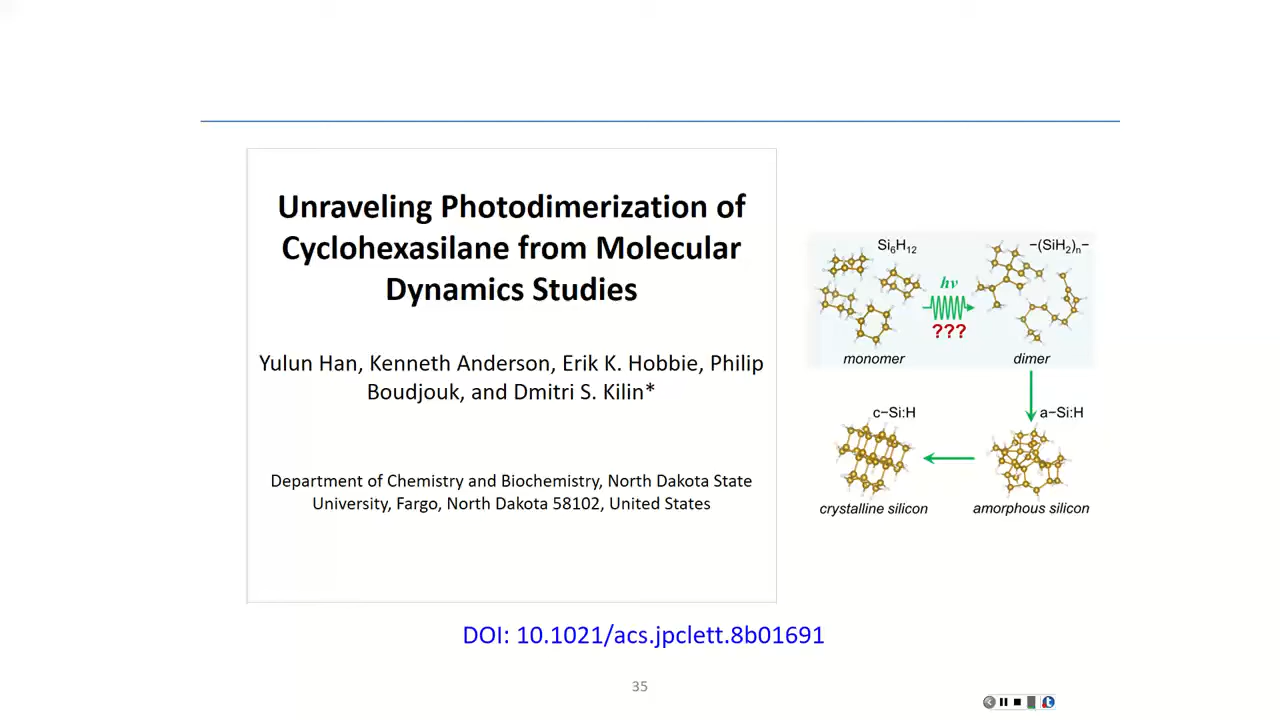 Unraveling Photodimerization of
Cyclohexasilane from Molecular
Dynamics Studies
Yulun Han, Kenneth Anderson, Erik K. Hobbie, Philip
Boudjouk, and Dmitri S. Kilin*
Department of Chemistry and Biochemistry, North Dakota State
University, Fargo, North Dakota 58102, United States
Si₆H₁₂
−(SiH₂)ₙ−
hν
???
monomer
dimer
c−Si:H
a−Si:H
crystalline silicon
amorphous silicon
DOI: 10.1021/acs.jpclett.8b01691
35